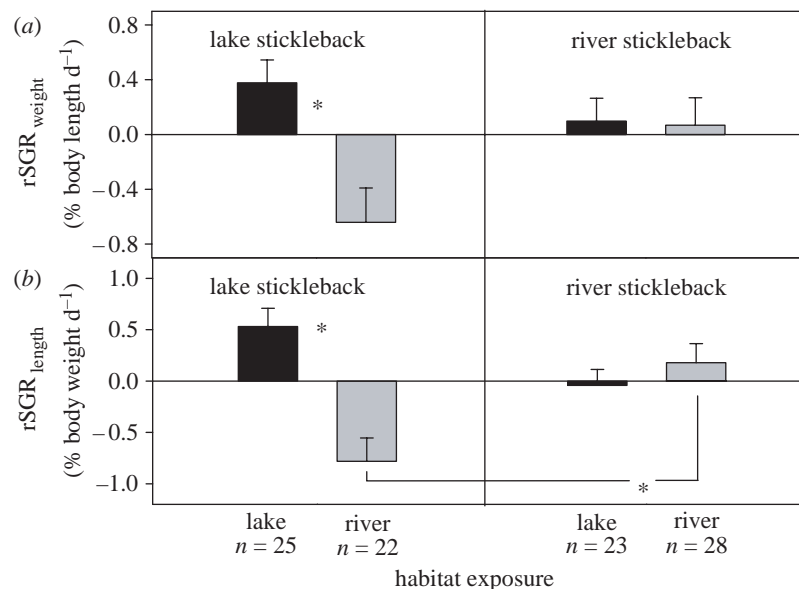 (a)
0.8
lake stickleback
river stickleback
0.4
*
0.0
– 0.4
– 0.8
rSGR weight
(% body length d⁻¹)
(b)
1.0
lake stickleback
river stickleback
0.5
*
0.0
–0.5
–1.0
*
rSGR length
(% body weight d⁻¹)
lake river lake river
n = 25 n = 22 n = 23 n = 28
habitat exposure